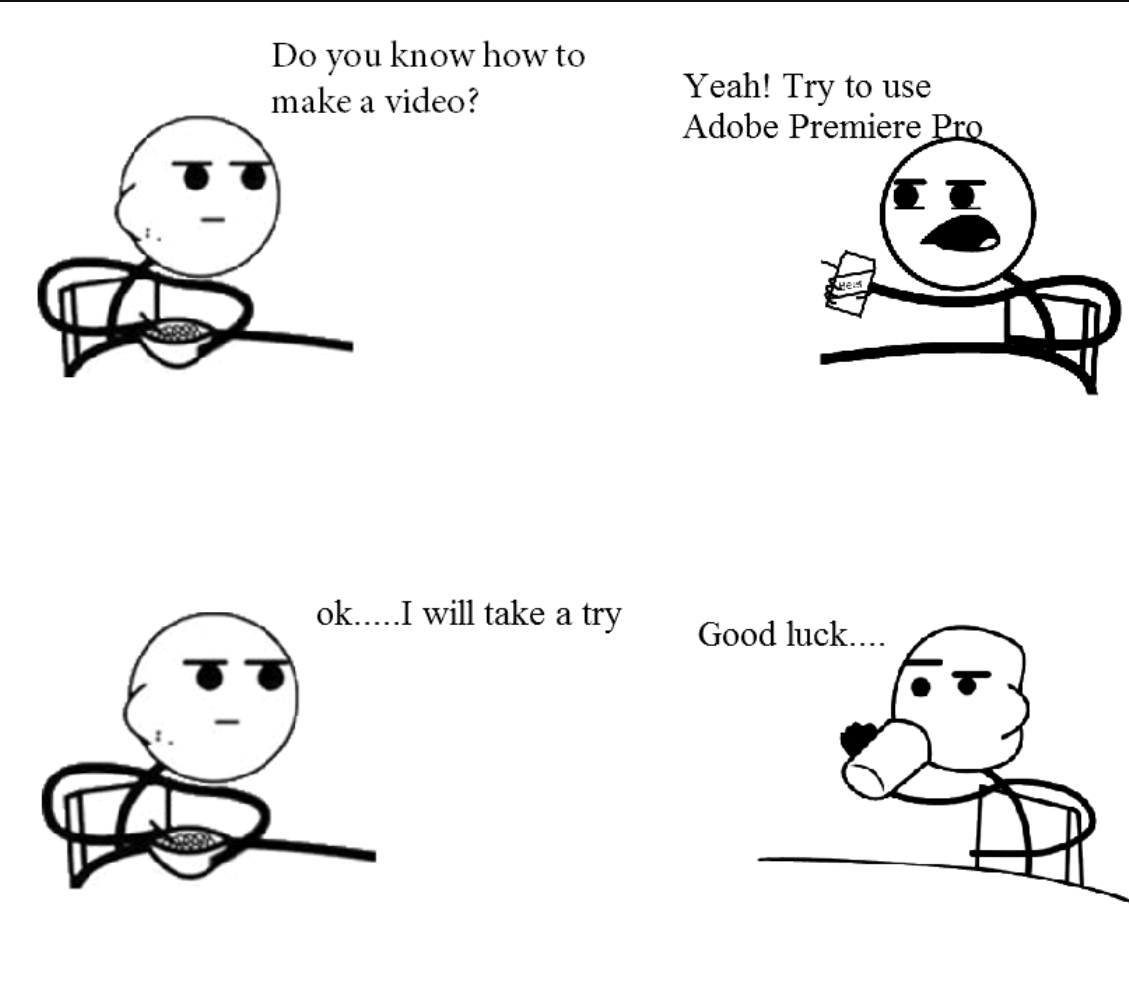 Do you know how to
make a video?
Yeah! Try to use
Adobe Premiere Pro
Beer
ok.....I will take a try
Good luck....